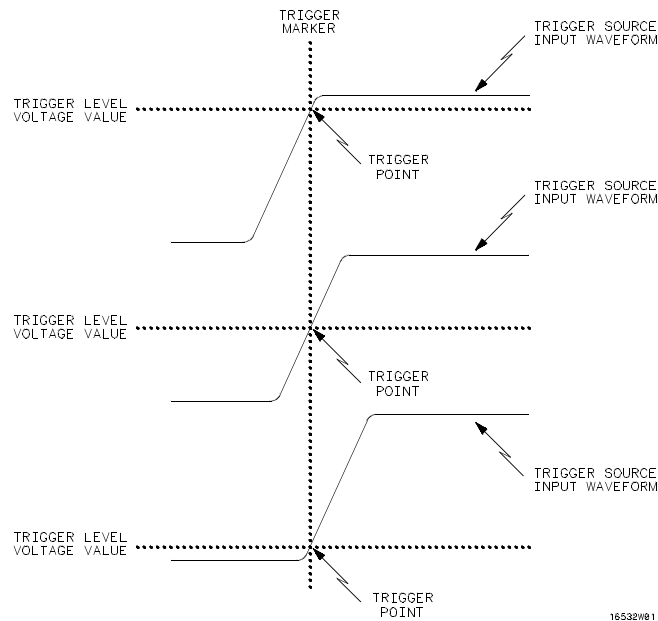 TRIGGER
MARKER
TRIGGER SOURCE
INPUT WAVEFORM
TRIGGER LEVEL
VOLTAGE VALUE
TRIGGER
POINT
TRIGGER SOURCE
INPUT WAVEFORM
TRIGGER LEVEL
VOLTAGE VALUE
TRIGGER
POINT
TRIGGER SOURCE
INPUT WAVEFORM
TRIGGER LEVEL
VOLTAGE VALUE
TRIGGER
POINT
16532W01